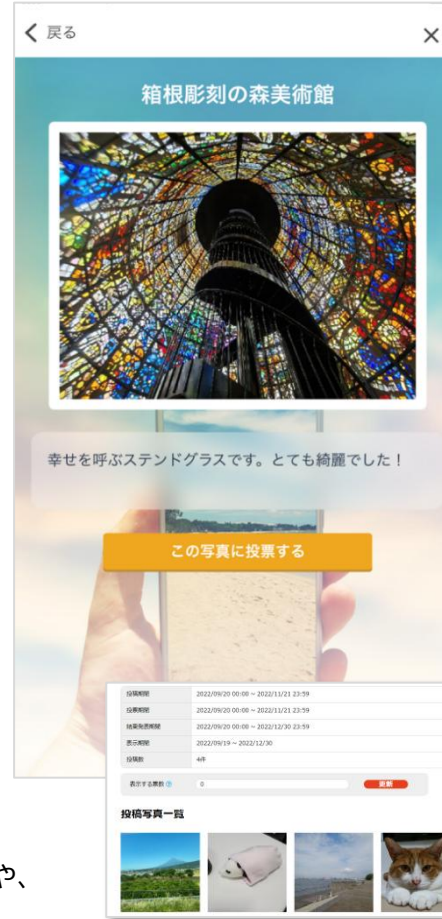 戻る
×
箱根彫刻の森美術館
幸せを呼ぶステンドグラスです。とても綺麗でした！
この写真に投票する
投稿期間 2022/09/20 00:00 ~ 2022/11/21 23:59
投票期間 2022/09/20 00:00 ~ 2022/11/21 23:59
結果発表期間 2022/09/20 00:00 ~ 2022/12/30 23:59
表示期間 2022/09/19 ~ 2022/12/30
投稿数 4件
表示する票数 ? 0 更新
投稿写真一覧
や、